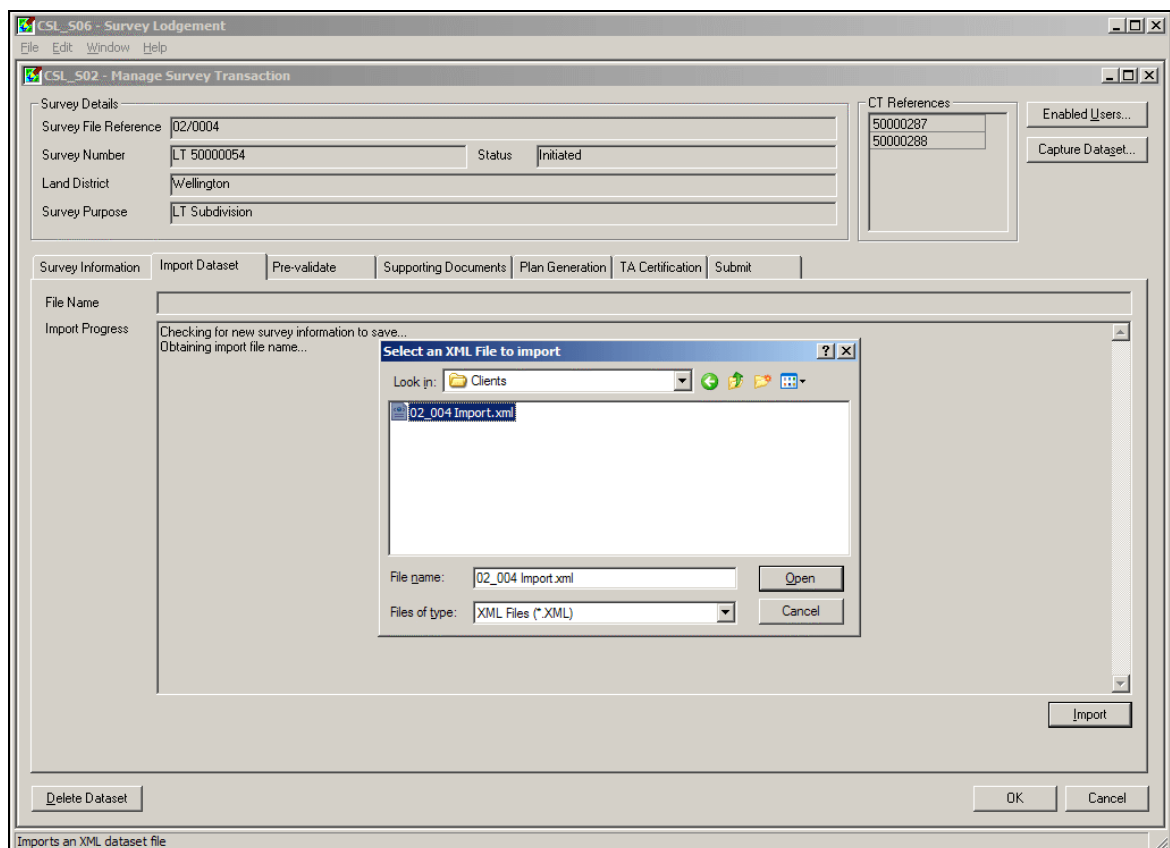 CSL_S06 - Survey Lodgement
File Edit Window Help
CSL_S02 - Manage Survey Transaction
Survey Details
Survey File Reference 02/0004
Survey Number LT 50000054 Status Initiated
Land District Wellington
Survey Purpose LT Subdivision
CT References
50000287
50000288
Enabled Users...
Capture Dataset...
Survey Information Import Dataset Pre-validate Supporting Documents Plan Generation TA Certification Submit
File Name
Import Progress
Checking for new survey information to save...
Obtaining import file name...
Select an XML File to import
Look in: Clients
02_004 Import.xml
File name: 02_004 Import.xml Open
Files of type: XML Files (*.XML) Cancel
Import
Delete Dataset OK Cancel
Imports an XML dataset file